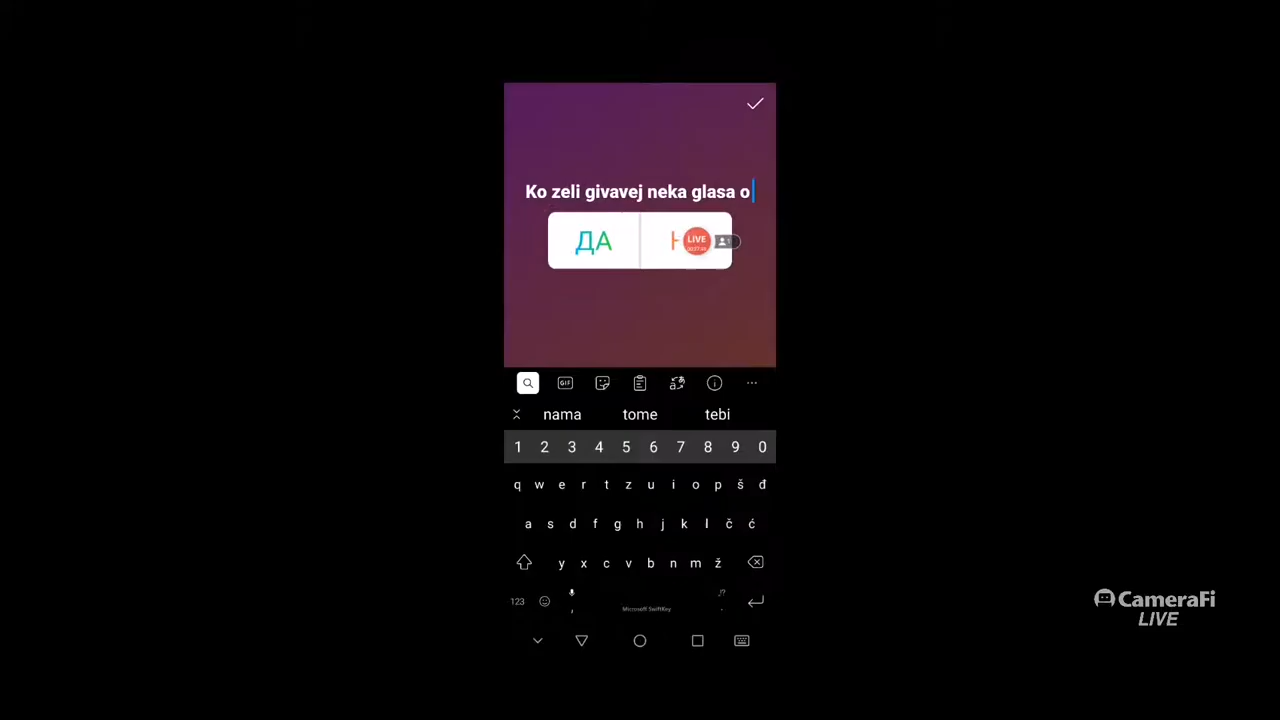 Ko zeli givavej neka glasa o
ДА
LIVE
GIF
nama tome tebi
1 2 3 4 5 6 7 8 9 0
q w e r t z u i o p š đ
a s d f g h j k l č ć
y x c v b n m ž
123 , Microsoft SwiftKey .
CameraFi
LIVE